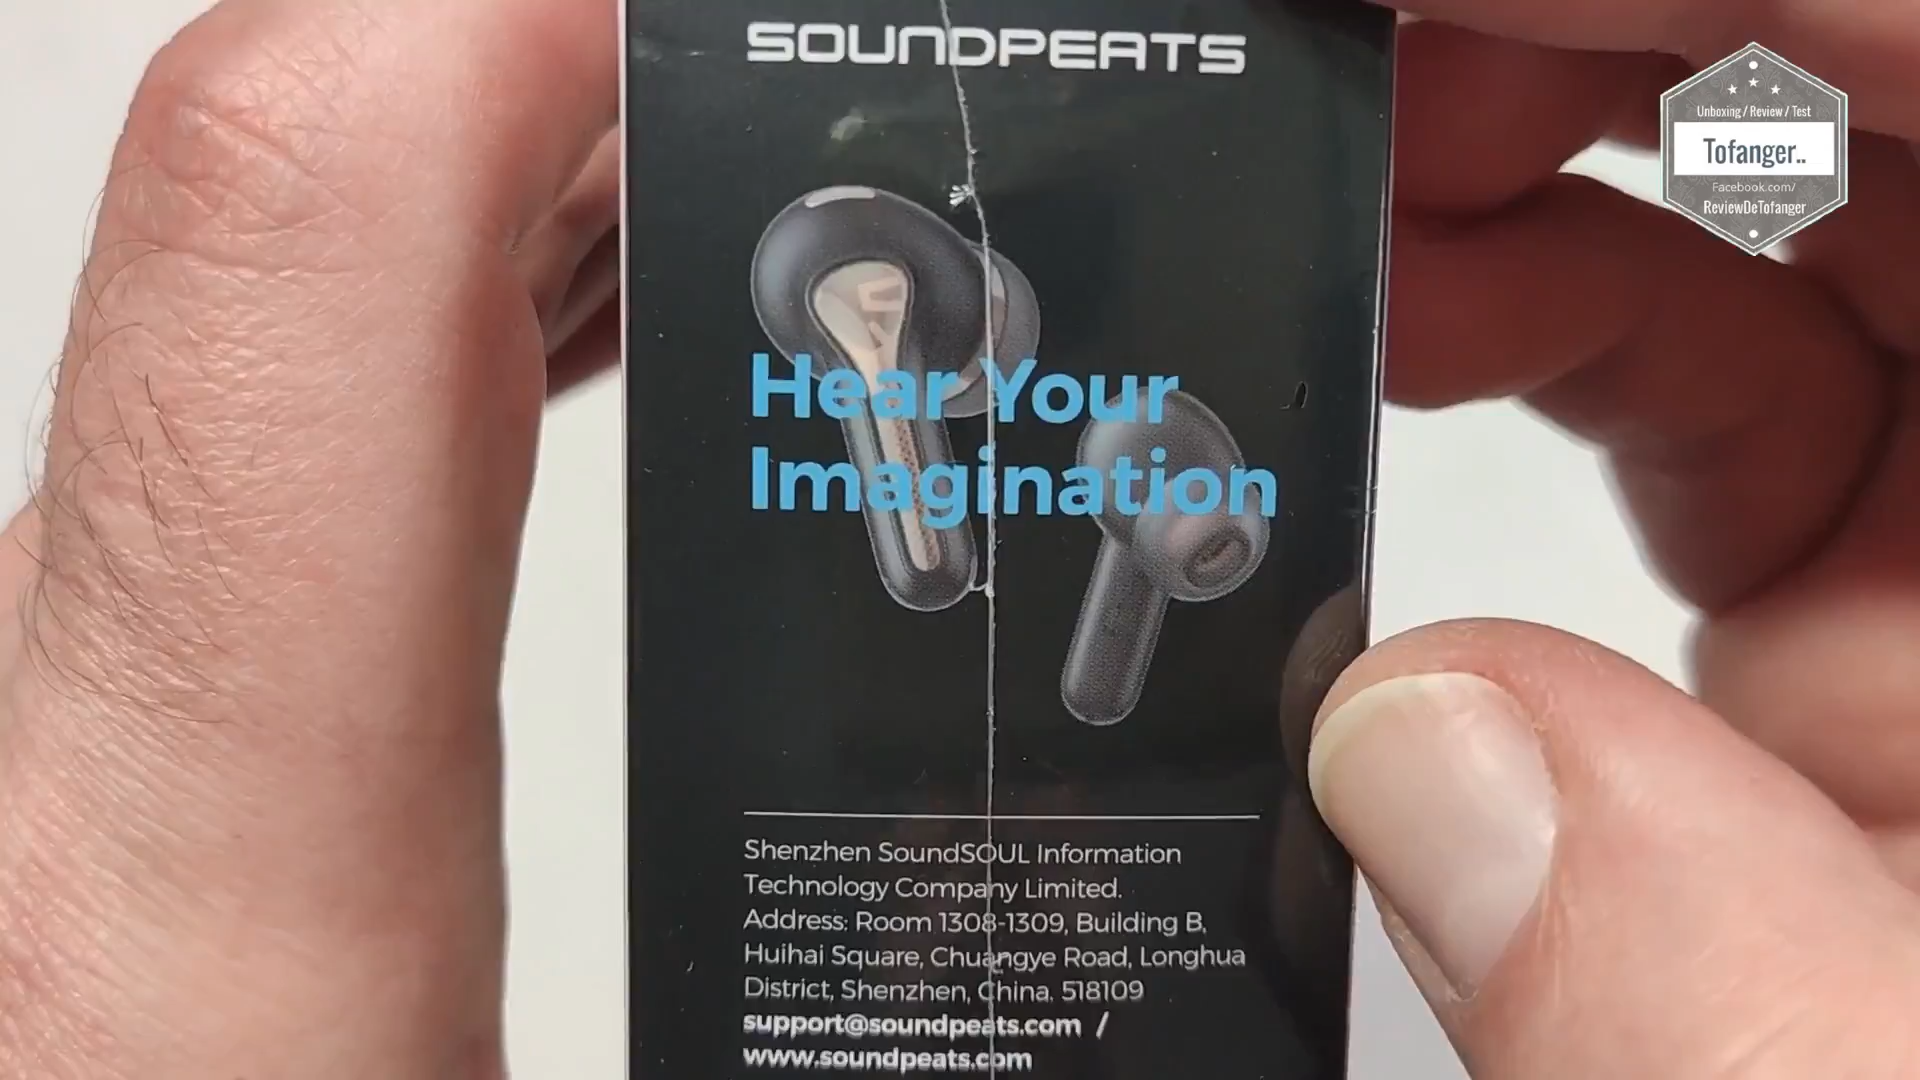 SOUNDPEATS
Hear Your
Imagination
Shenzhen SoundSOUL Information
Technology Company Limited.
Address: Room 1308-1309, Building B,
Huihai Square, Chuangye Road, Longhua
District, Shenzhen, China. 518109
support@soundpeats.com /
www.soundpeats.com
Unboxing / Review / Test
Tofanger..
Facebook.com/
ReviewDeTofanger